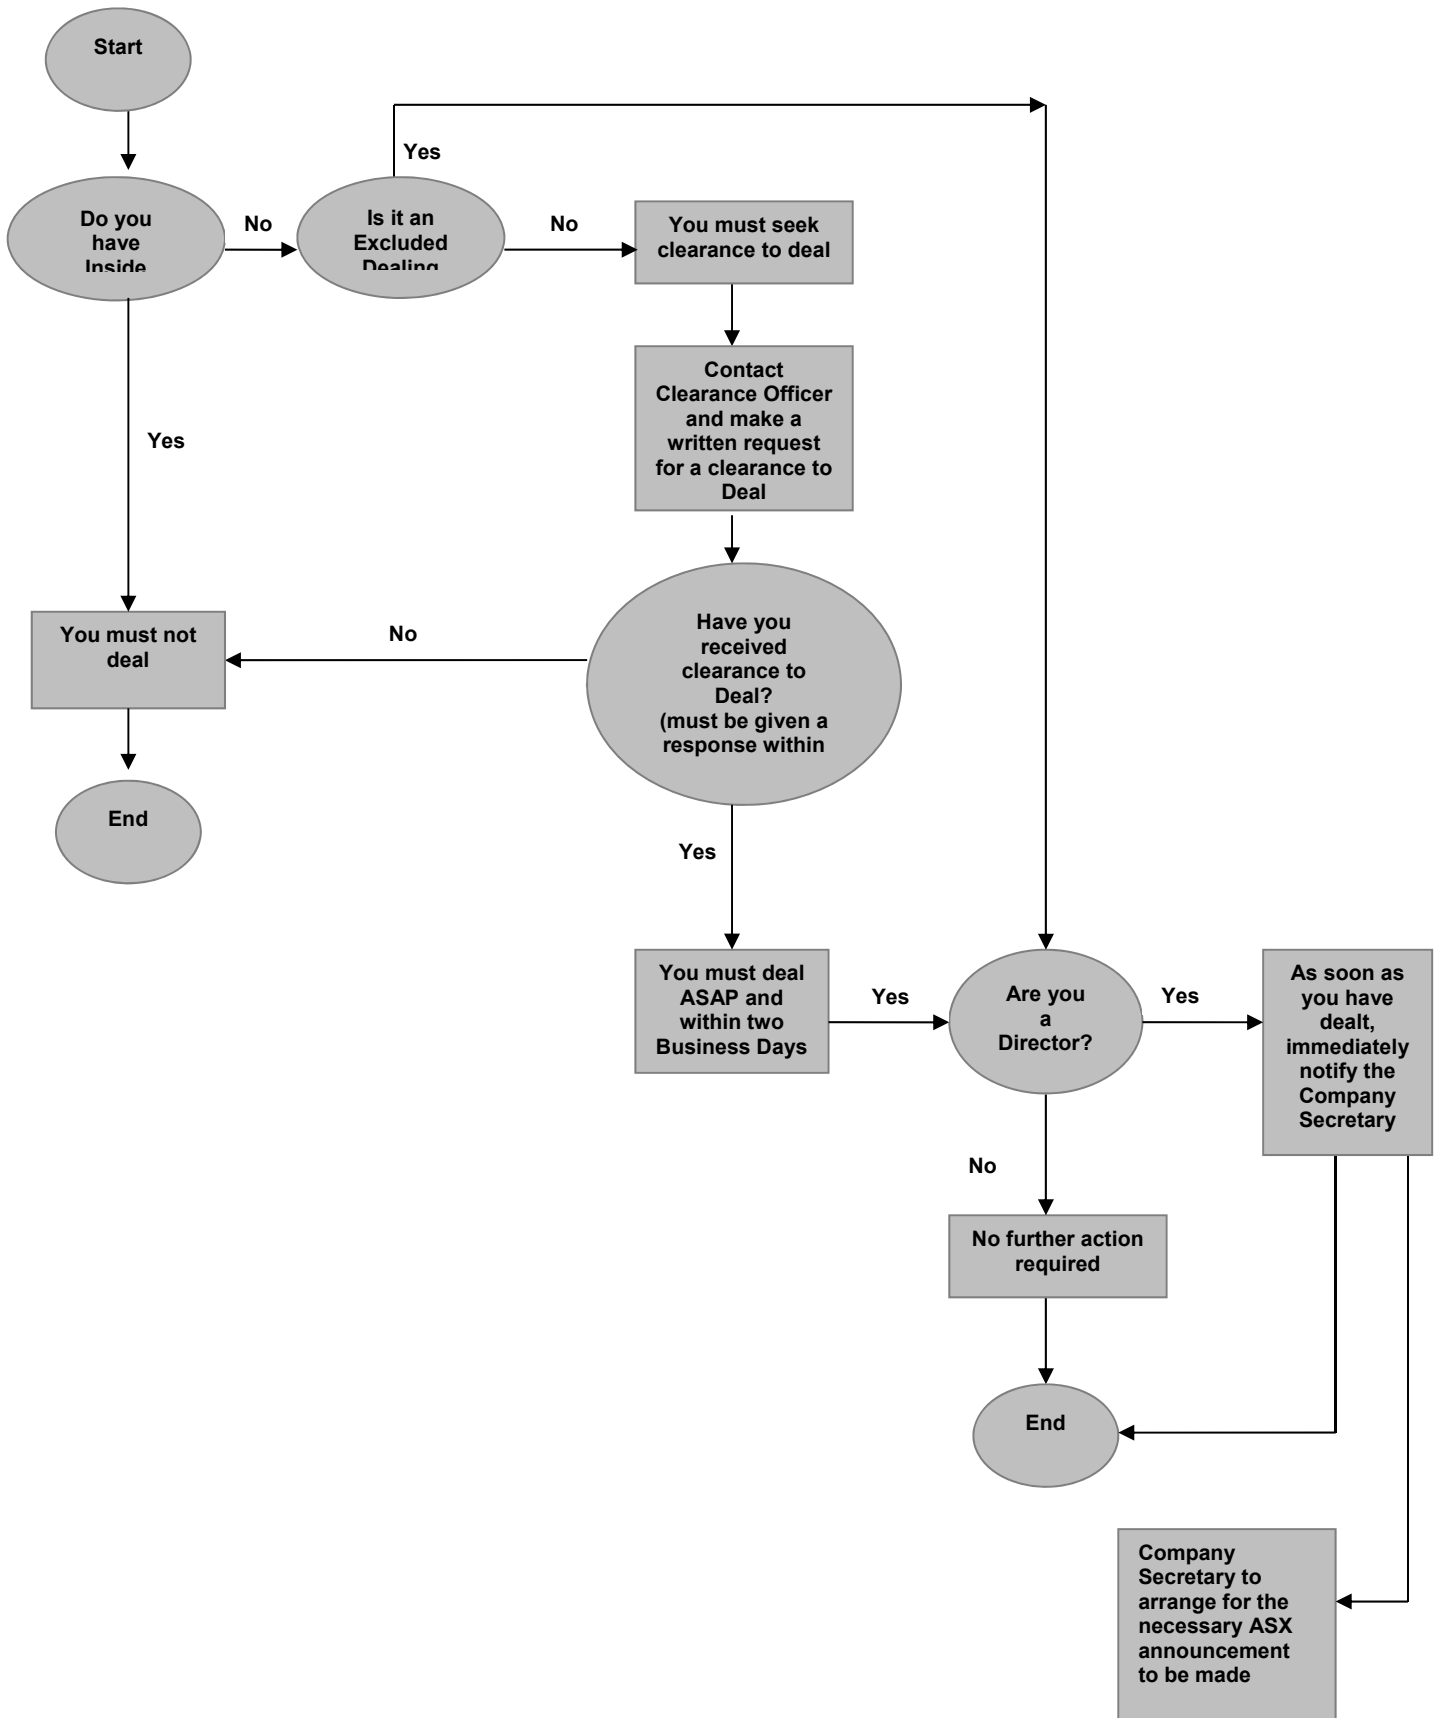 Start
Yes
Do you
have
Inside
No
Is it an
Excluded
Dealing
No
You must seek
clearance to deal
Contact
Clearance Officer
and make a
written request
for a clearance to
Deal
Yes
You must not
deal
No
Have you
received
clearance to
Deal?
(must be given a
response within
End
Yes
You must deal
ASAP and
within two
Business Days
Yes
Are you
a
Director?
Yes
As soon as
you have
dealt,
immediately
notify the
Company
Secretary
No
No further action
required
End
Company
Secretary to
arrange for the
necessary ASX
announcement
to be made